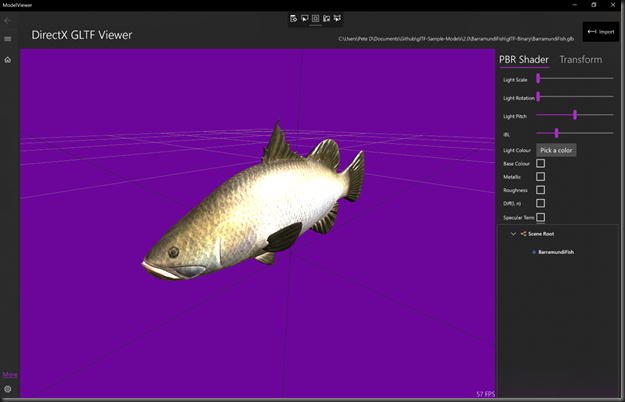 ModelViewer
DirectX GLTF Viewer
C:\Users\Pete D\Documents\Github\glTF-Sample-Models\2.0\BarramundiFish\glTF-Binary\BarramundiFish.glb
Import
PBR Shader
Transform
Light Scale
Light Rotation
Light Pitch
IBL
Light Colour
Pick a color
Base Colour
Metallic
Roughness
Diff(l, n)
Specular Term
Scene Root
BarramundiFish
More
57 FPS